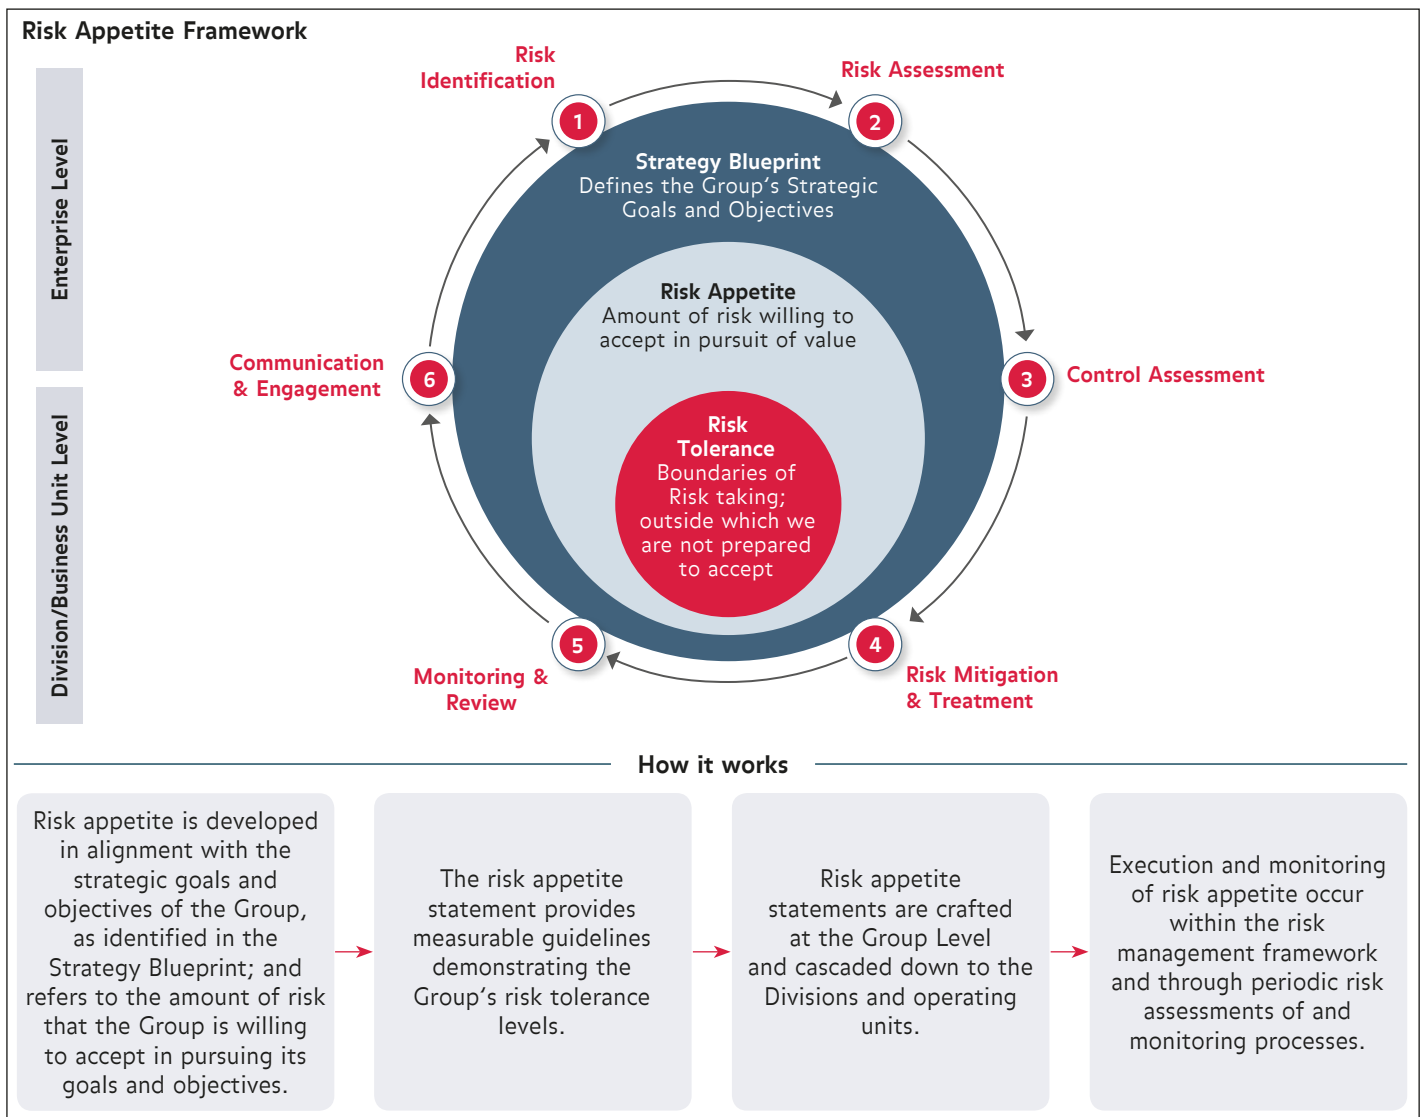 Risk Appetite Framework
Enterprise Level
Division/Business Unit Level
Risk
Identification
1
Risk Assessment
2
Control Assessment
3
Risk Mitigation
& Treatment
4
Monitoring &
Review
5
Communication
& Engagement
6
Strategy Blueprint
Defines the Group's Strategic
Goals and Objectives
Risk Appetite
Amount of risk willing to
accept in pursuit of value
Risk
Tolerance
Boundaries of
Risk taking;
outside which we
are not prepared
to accept
How it works
Risk appetite is developed
in alignment with the
strategic goals and
objectives of the Group,
as identified in the
Strategy Blueprint; and
refers to the amount of risk
that the Group is willing
to accept in pursuing its
goals and objectives.
The risk appetite
statement provides
measurable guidelines
demonstrating the
Group's risk tolerance
levels.
Risk appetite
statements are crafted
at the Group Level
and cascaded down to the
Divisions and operating
units.
Execution and monitoring
of risk appetite occur
within the risk
management framework
and through periodic risk
assessments of and
monitoring processes.